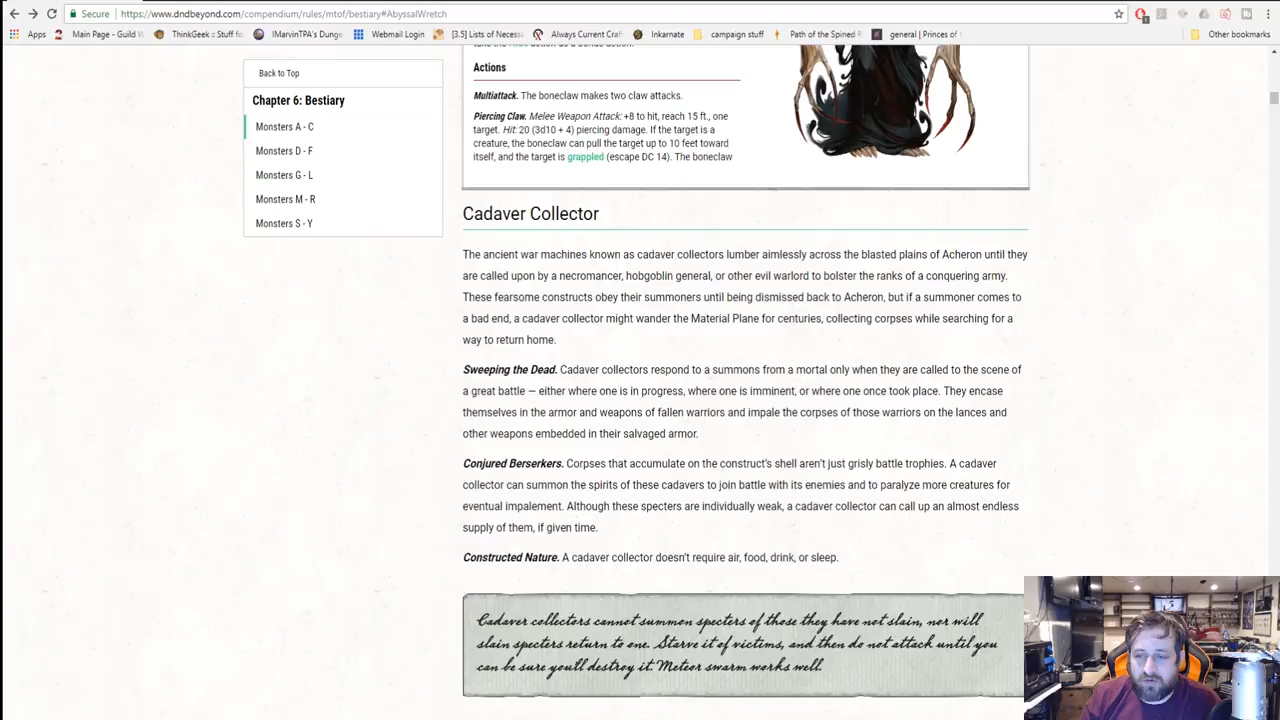 Secure https://www.dndbeyond.com/compendium/rules/mtof/bestiary#AbyssalWretch
Apps Main Page - Guild W ThinkGeek :: Stuff fo IMarvinTPA's Dunge Webmail Login [3.5] Lists of Necess Always Current Craf Inkarnate campaign stuff Path of the Spined B general | Princes of Other bookmarks
Back to Top
Chapter 6: Bestiary
Monsters A - C
Monsters D - F
Monsters G - L
Monsters M - R
Monsters S - Y
Actions
Multiattack. The boneclaw makes two claw attacks.
Piercing Claw. Melee Weapon Attack: +8 to hit, reach 15 ft., one
target. Hit: 20 (3d10 + 4) piercing damage. If the target is a
creature, the boneclaw can pull the target up to 10 feet toward
itself, and the target is grappled (escape DC 14). The boneclaw
Cadaver Collector
The ancient war machines known as cadaver collectors lumber aimlessly across the blasted plains of Acheron until they
are called upon by a necromancer, hobgoblin general, or other evil warlord to bolster the ranks of a conquering army.
These fearsome constructs obey their summoners until being dismissed back to Acheron, but if a summoner comes to
a bad end, a cadaver collector might wander the Material Plane for centuries, collecting corpses while searching for a
way to return home.
Sweeping the Dead. Cadaver collectors respond to a summons from a mortal only when they are called to the scene of
a great battle — either where one is in progress, where one is imminent, or where one once took place. They encase
themselves in the armor and weapons of fallen warriors and impale the corpses of those warriors on the lances and
other weapons embedded in their salvaged armor.
Conjured Berserkers. Corpses that accumulate on the construct's shell aren't just grisly battle trophies. A cadaver
collector can summon the spirits of these cadavers to join battle with its enemies and to paralyze more creatures for
eventual impalement. Although these specters are individually weak, a cadaver collector can call up an almost endless
supply of them, if given time.
Constructed Nature. A cadaver collector doesn't require air, food, drink, or sleep.
Cadaver collectors cannot summon specters of those they have not slain, nor will
slain specters return to one. Starve it of victims, and then do not attack until you
can be sure you'll destroy it. Meteor swarm works well.